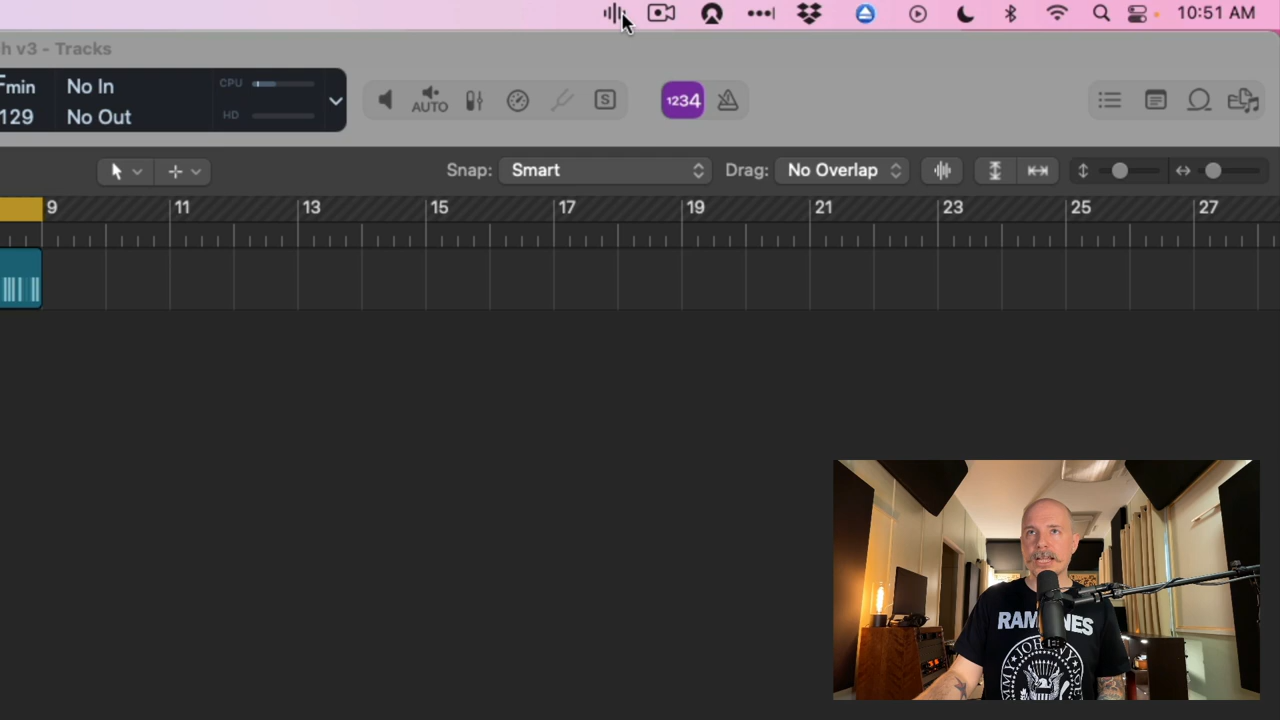 10:51 AM
h v3 - Tracks
Fmin
No In
CPU
129
No Out
HD
AUTO
S
1234
Snap:
Smart
Drag:
No Overlap
9 11 13 15 17 19 21 23 25 27
RAMONES
JOHNNY